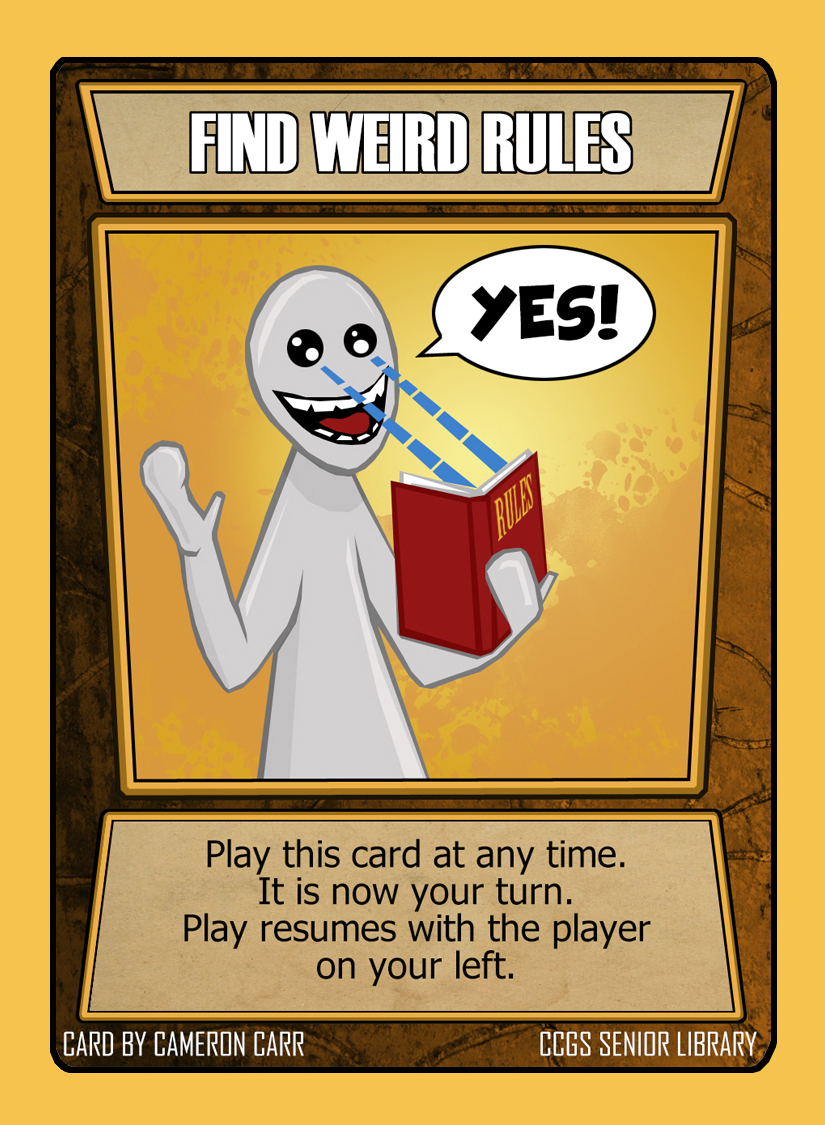 FIND WEIRD RULES
YES!
RULES
Play this card at any time.
It is now your turn.
Play resumes with the player
on your left.
CARD BY CAMERON CARR
CCGS SENIOR LIBRARY